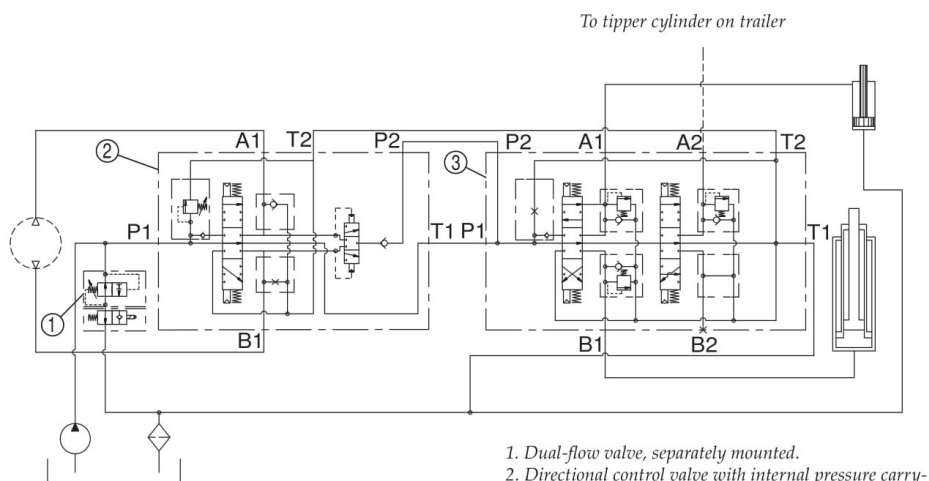 To tipper cylinder on trailer
A1 T2 P2 P2 A1 A2 T2
2
3
P1 T1 P1 T1
1
B1 B1 B2
1. Dual-flow valve, separately mounted.
2. Directional control valve with internal pressure carry-